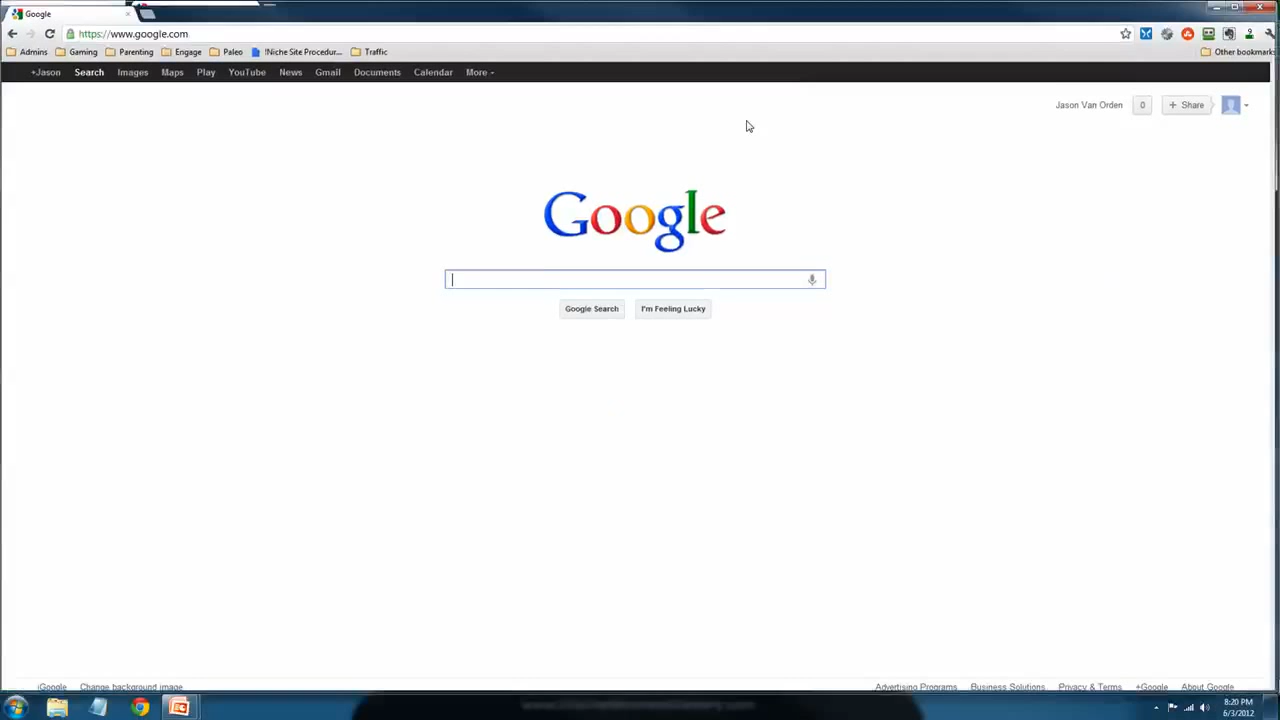 Google
https://www.google.com
Admins Gaming Parenting Engage Paleo !Niche Site Procedur... Traffic Other bookmarks
+Jason Search Images Maps Play YouTube News Gmail Documents Calendar More
Jason Van Orden 0 + Share
Google
Google Search I'm Feeling Lucky
iGoogle Change background image Advertising Programs Business Solutions Privacy & Terms +Google About Google
8:20 PM
6/3/2012